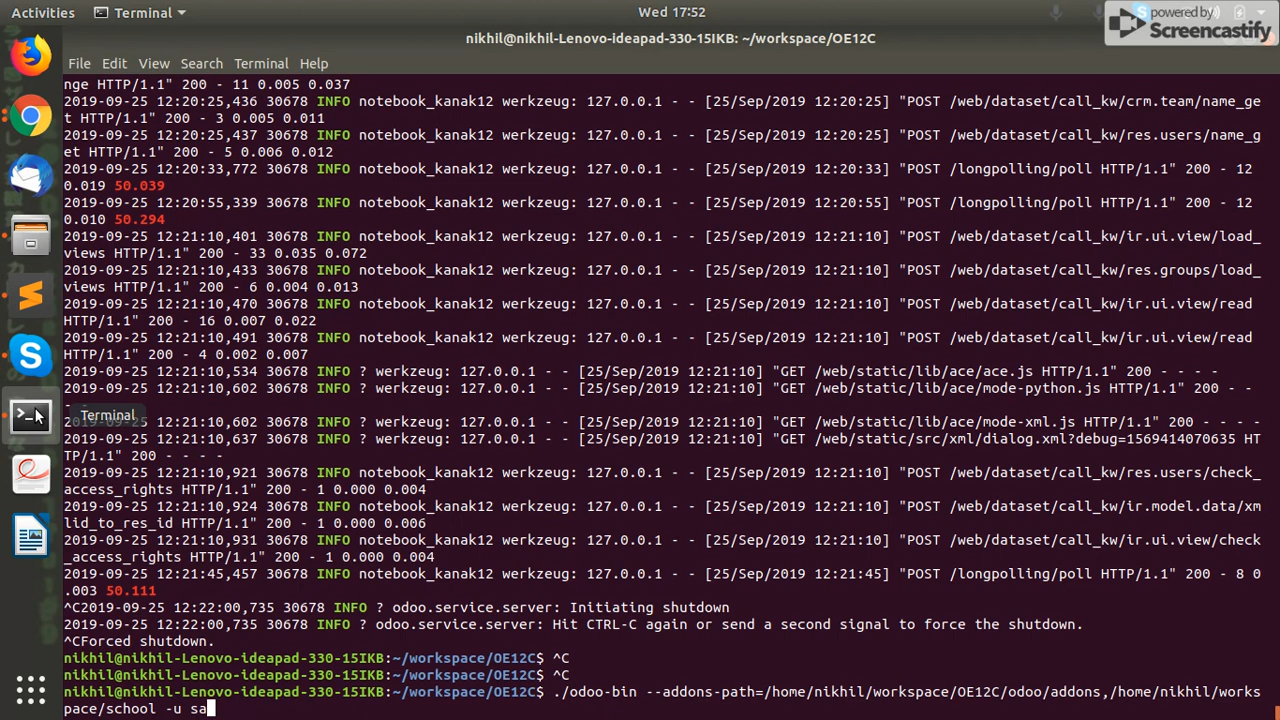 Activities
Terminal
Wed 17:52
powered by
Screencastify
nikhil@nikhil-Lenovo-ideapad-330-15IKB: ~/workspace/OE12C
File Edit View Search Terminal Help
nge HTTP/1.1" 200 - 11 0.005 0.037
2019-09-25 12:20:25,436 30678 INFO notebook_kanak12 werkzeug: 127.0.0.1 - - [25/Sep/2019 12:20:25] "POST /web/dataset/call_kw/crm.team/name_ge
t HTTP/1.1" 200 - 3 0.005 0.011
2019-09-25 12:20:25,437 30678 INFO notebook_kanak12 werkzeug: 127.0.0.1 - - [25/Sep/2019 12:20:25] "POST /web/dataset/call_kw/res.users/name_g
et HTTP/1.1" 200 - 5 0.006 0.012
2019-09-25 12:20:33,772 30678 INFO notebook_kanak12 werkzeug: 127.0.0.1 - - [25/Sep/2019 12:20:33] "POST /longpolling/poll HTTP/1.1" 200 - 12
0.019 50.039
2019-09-25 12:20:55,339 30678 INFO notebook_kanak12 werkzeug: 127.0.0.1 - - [25/Sep/2019 12:20:55] "POST /longpolling/poll HTTP/1.1" 200 - 12
0.010 50.294
2019-09-25 12:21:10,401 30678 INFO notebook_kanak12 werkzeug: 127.0.0.1 - - [25/Sep/2019 12:21:10] "POST /web/dataset/call_kw/ir.ui.view/load_
views HTTP/1.1" 200 - 33 0.035 0.072
2019-09-25 12:21:10,433 30678 INFO notebook_kanak12 werkzeug: 127.0.0.1 - - [25/Sep/2019 12:21:10] "POST /web/dataset/call_kw/res.groups/load_
views HTTP/1.1" 200 - 6 0.004 0.013
2019-09-25 12:21:10,470 30678 INFO notebook_kanak12 werkzeug: 127.0.0.1 - - [25/Sep/2019 12:21:10] "POST /web/dataset/call_kw/ir.ui.view/read
HTTP/1.1" 200 - 16 0.007 0.022
2019-09-25 12:21:10,491 30678 INFO notebook_kanak12 werkzeug: 127.0.0.1 - - [25/Sep/2019 12:21:10] "POST /web/dataset/call_kw/ir.ui.view/read
HTTP/1.1" 200 - 4 0.002 0.007
2019-09-25 12:21:10,534 30678 INFO ? werkzeug: 127.0.0.1 - - [25/Sep/2019 12:21:10] "GET /web/static/lib/ace/ace.js HTTP/1.1" 200 - - - -
2019-09-25 12:21:10,602 30678 INFO ? werkzeug: 127.0.0.1 - - [25/Sep/2019 12:21:10] "GET /web/static/lib/ace/mode-python.js HTTP/1.1" 200 - -
Terminal
2019-09-25 12:21:10,602 30678 INFO ? werkzeug: 127.0.0.1 - - [25/Sep/2019 12:21:10] "GET /web/static/lib/ace/mode-xml.js HTTP/1.1" 200 - - - -
2019-09-25 12:21:10,637 30678 INFO ? werkzeug: 127.0.0.1 - - [25/Sep/2019 12:21:10] "GET /web/static/src/xml/dialog.xml?debug=1569414070635 HT
TP/1.1" 200 - - - -
2019-09-25 12:21:10,921 30678 INFO notebook_kanak12 werkzeug: 127.0.0.1 - - [25/Sep/2019 12:21:10] "POST /web/dataset/call_kw/res.users/check_
access_rights HTTP/1.1" 200 - 1 0.000 0.004
2019-09-25 12:21:10,924 30678 INFO notebook_kanak12 werkzeug: 127.0.0.1 - - [25/Sep/2019 12:21:10] "POST /web/dataset/call_kw/ir.model.data/xm
lid_to_res_id HTTP/1.1" 200 - 1 0.000 0.006
2019-09-25 12:21:10,931 30678 INFO notebook_kanak12 werkzeug: 127.0.0.1 - - [25/Sep/2019 12:21:10] "POST /web/dataset/call_kw/ir.ui.view/check
_access_rights HTTP/1.1" 200 - 1 0.000 0.004
2019-09-25 12:21:45,457 30678 INFO notebook_kanak12 werkzeug: 127.0.0.1 - - [25/Sep/2019 12:21:45] "POST /longpolling/poll HTTP/1.1" 200 - 8 0
.003 50.111
^C2019-09-25 12:22:00,735 30678 INFO ? odoo.service.server: Initiating shutdown
2019-09-25 12:22:00,735 30678 INFO ? odoo.service.server: Hit CTRL-C again or send a second signal to force the shutdown.
^CForced shutdown.
nikhil@nikhil-Lenovo-ideapad-330-15IKB:~/workspace/OE12C$ ^C
nikhil@nikhil-Lenovo-ideapad-330-15IKB:~/workspace/OE12C$ ^C
nikhil@nikhil-Lenovo-ideapad-330-15IKB:~/workspace/OE12C$ ./odoo-bin --addons-path=/home/nikhil/workspace/OE12C/odoo/addons,/home/nikhil/works
pace/school -u sa